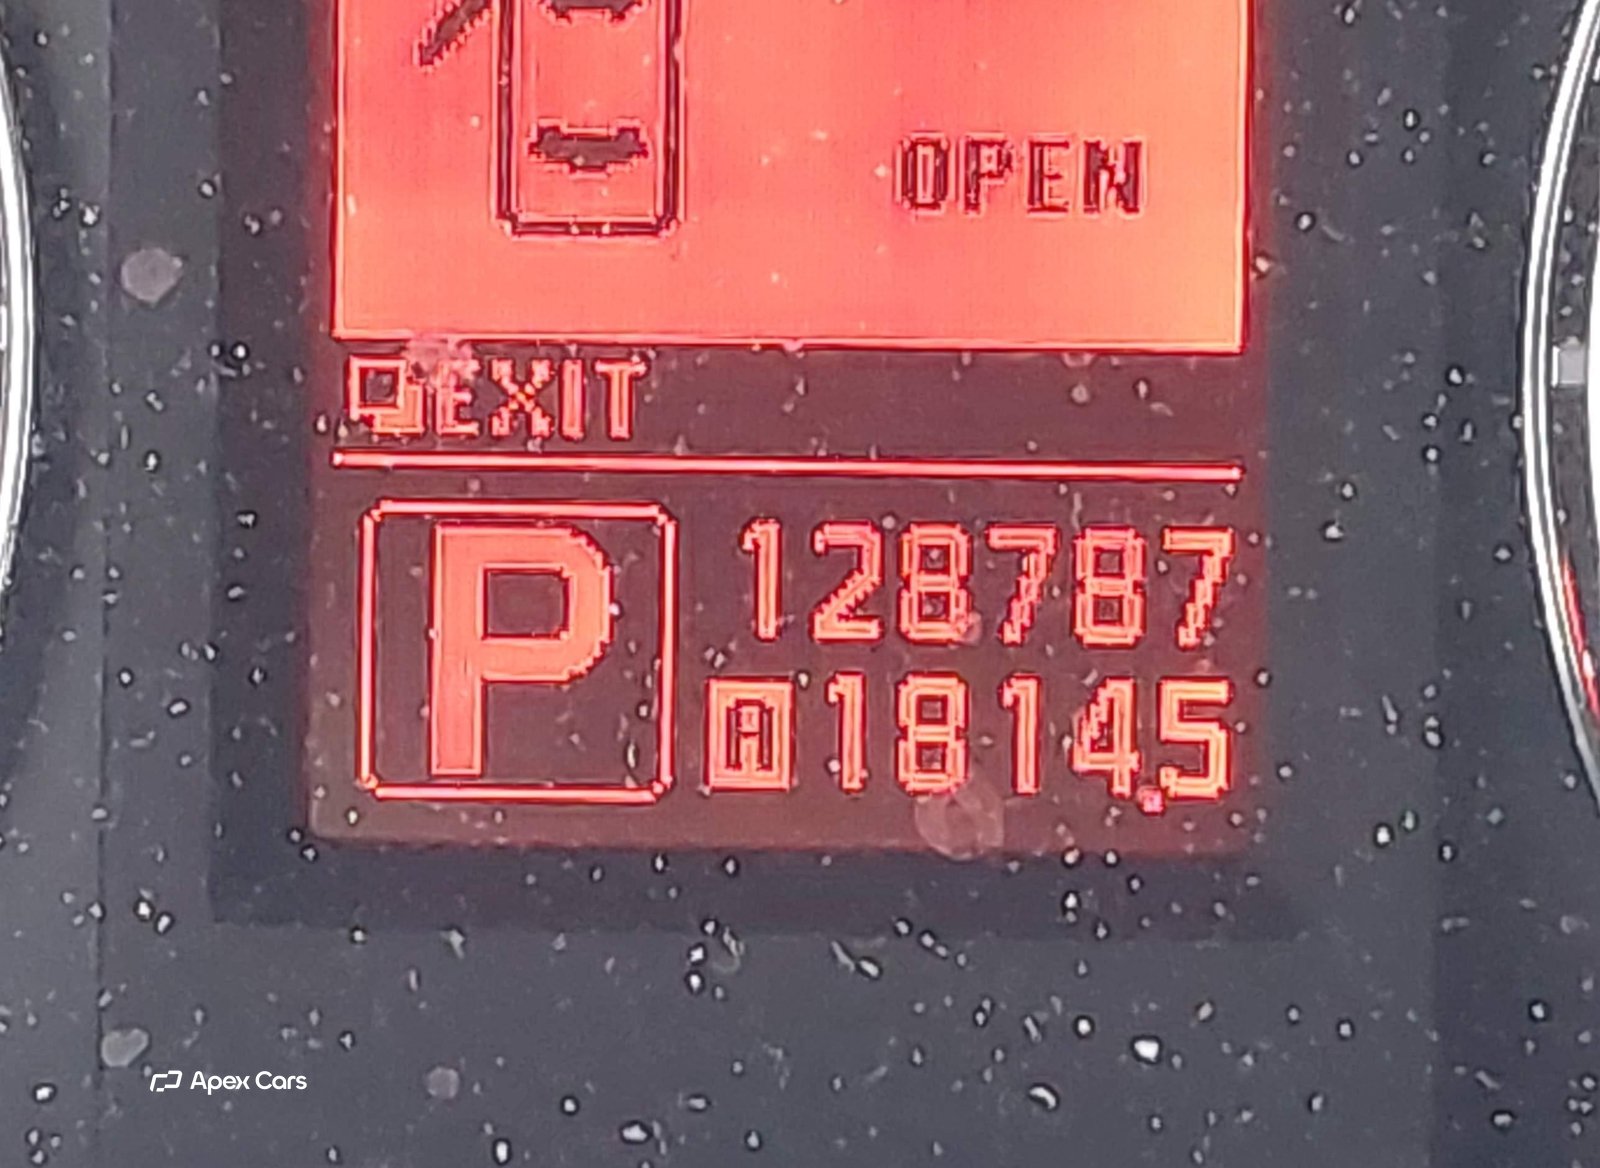 OPEN
EXIT
P
128787
A 1814.5
Apex Cars